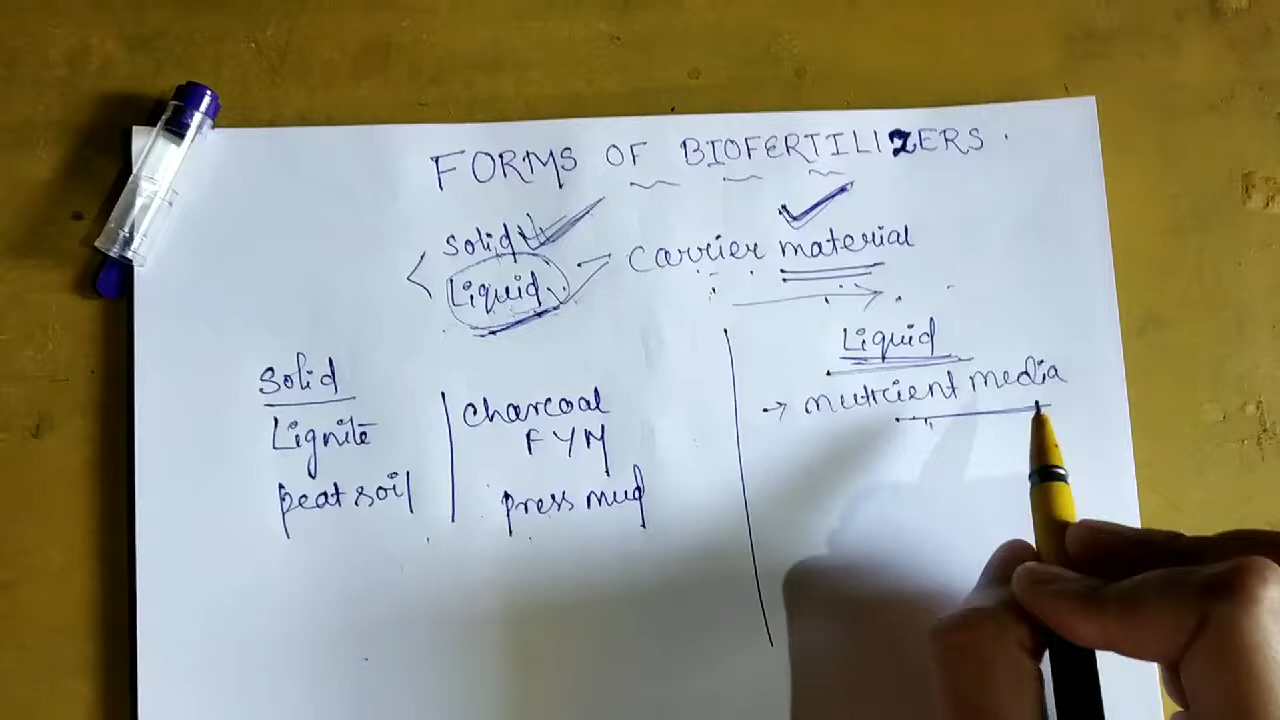 FORMS OF BIOFERTILIZERS.
Solid
Liquid
Carrier material
Solid
Lignite
peat soil
charcoal
FYM
press mud
Liquid
→ nutrient media